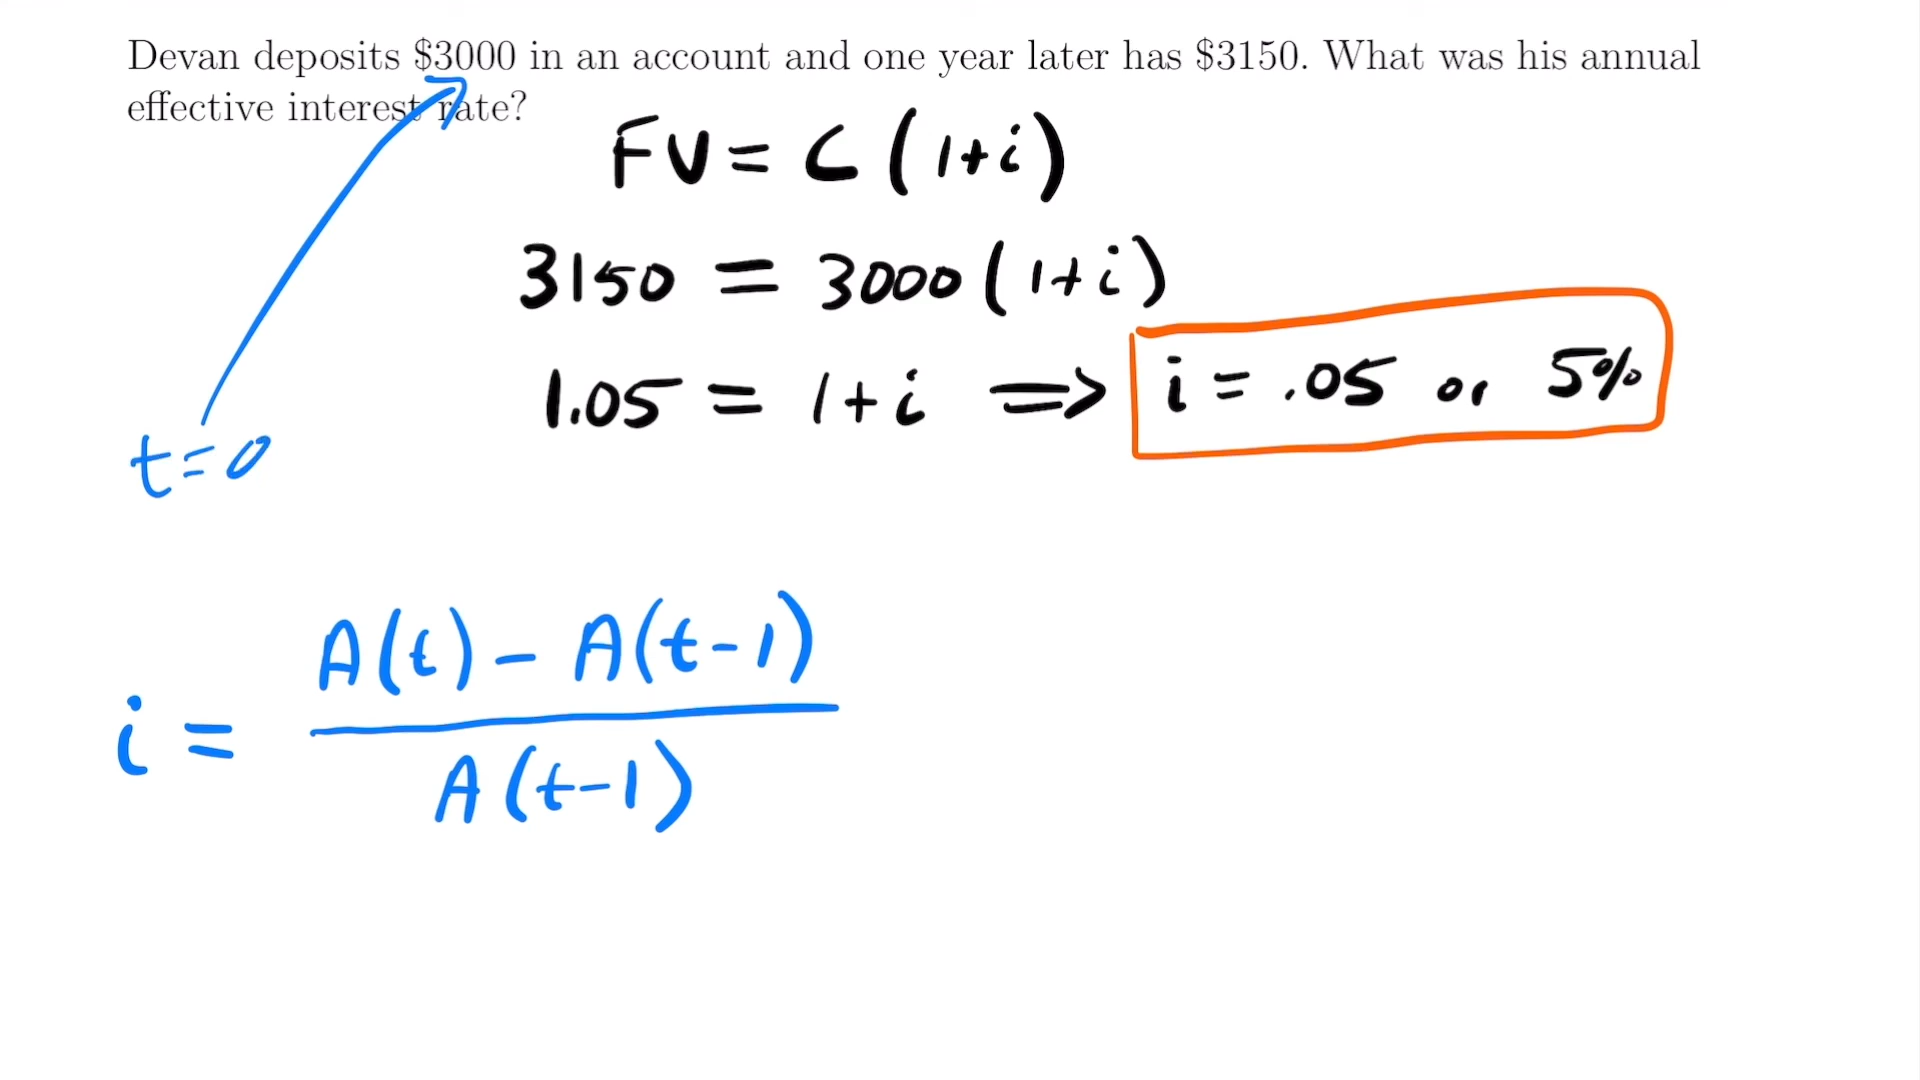 Devan deposits $3000 in an account and one year later has $3150. What was his annual
effective interest rate?
FV = C (1+i)
3150 = 3000 (1+i)
1.05 = 1+i ⟹ i = .05 or 5%
t=0
i = A(t) - A(t-1)
A(t-1)